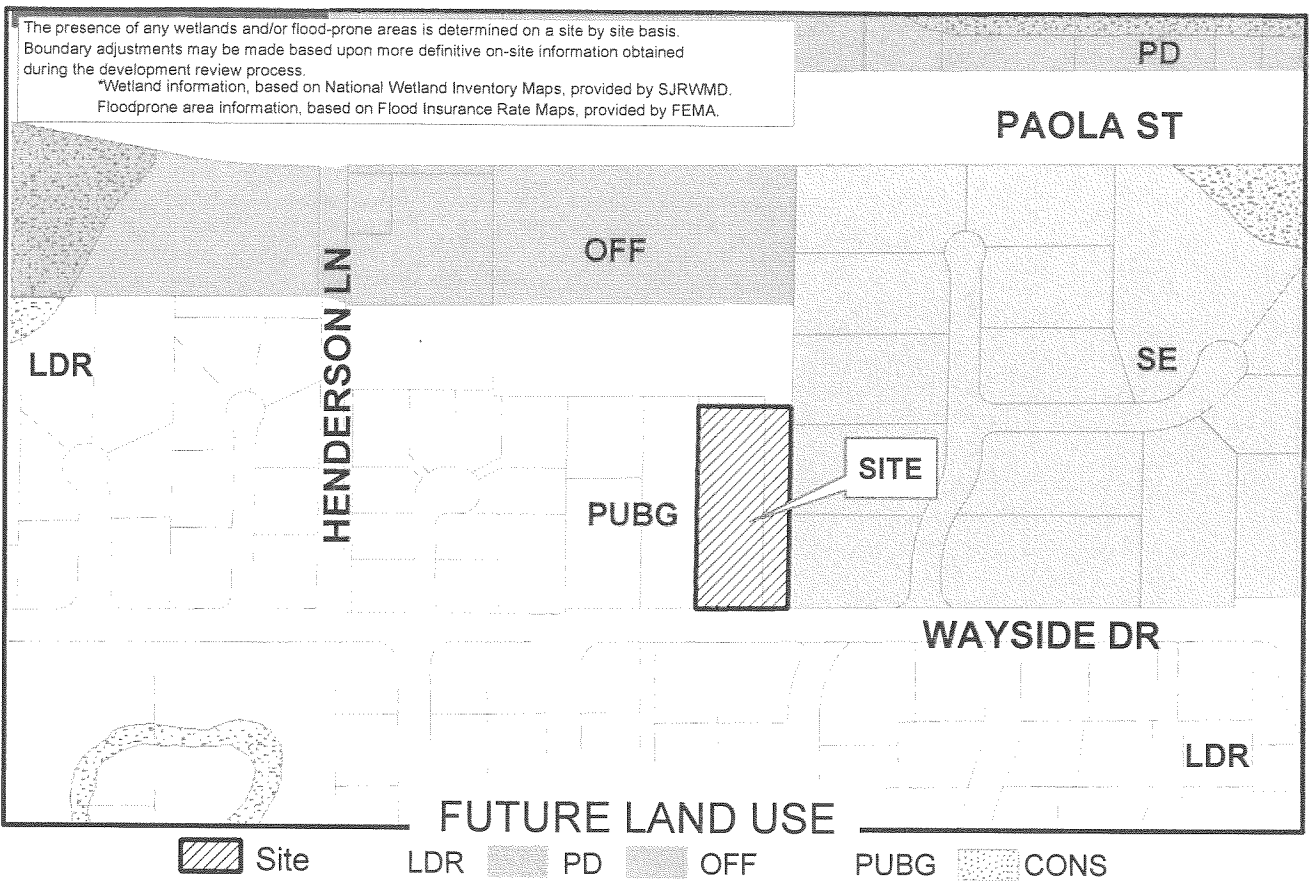 The presence of any wetlands and/or flood-prone areas is determined on a site by site basis.
Boundary adjustments may be made based upon more definitive on-site information obtained
during the development review process.
*Wetland information, based on National Wetland Inventory Maps, provided by SJRWMD.
Floodprone area information, based on Flood Insurance Rate Maps, provided by FEMA.
PD
PAOLA ST
OFF
HENDERSON LN
LDR
SE
SITE
PUBG
WAYSIDE DR
LDR
FUTURE LAND USE
Site LDR PD OFF PUBG CONS